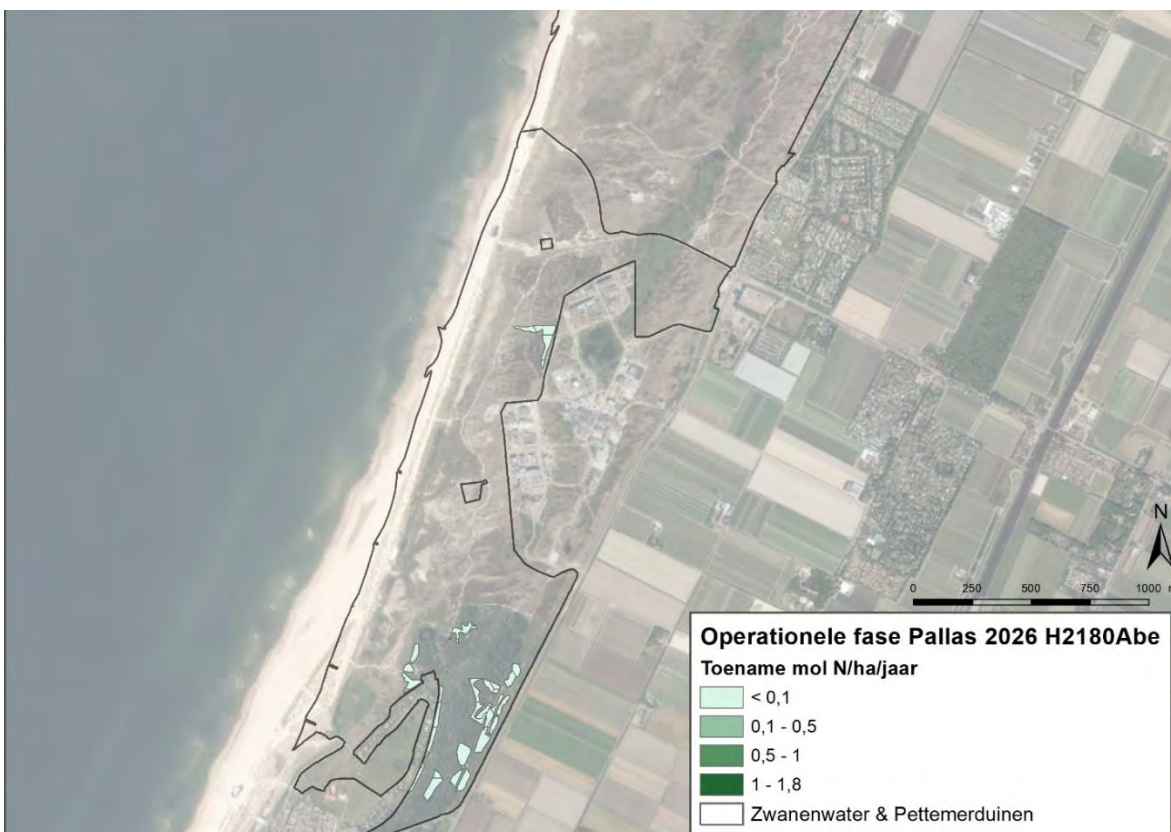 N
0 250 500 750 1000 m
Operationele fase Pallas 2026 H2180Abe
Toename mol N/ha/jaar
< 0,1
0,1 - 0,5
0,5 - 1
1 - 1,8
Zwanenwater & Pettemerduinen